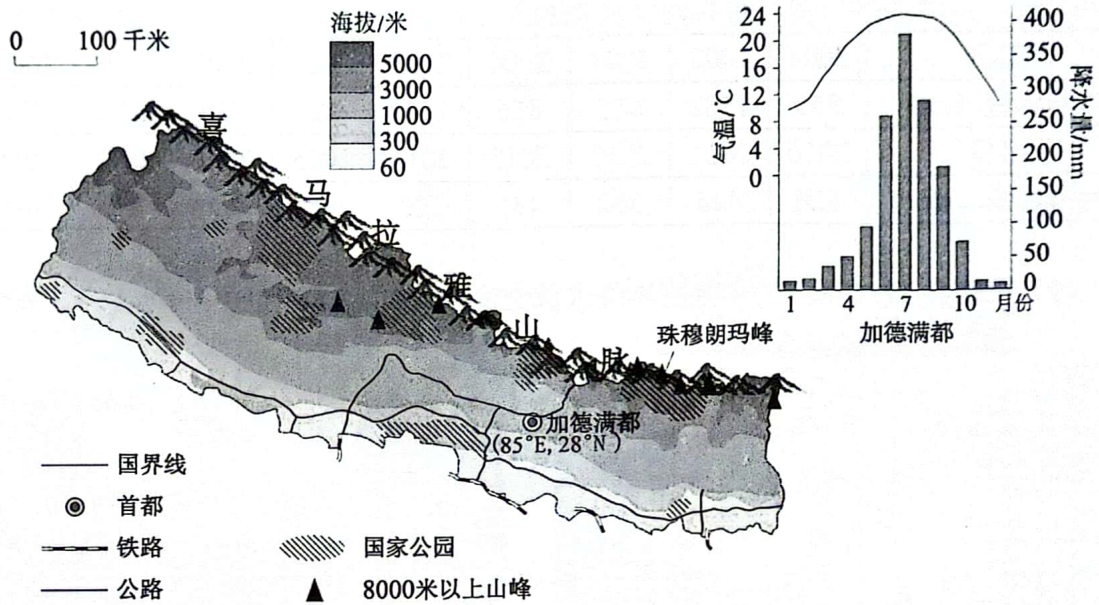 0 100 千米
海拔/米
5000
3000
1000
300
60
喜马拉雅山脉
珠穆朗玛峰
加德满都
(85°E, 28°N)
国界线
首都
铁路
公路
国家公园
8000米以上山峰
气温/℃
24
20
16
12
8
4
0
降水量/mm
400
350
300
250
200
150
100
50
0
1 4 7 10 月份
加德满都